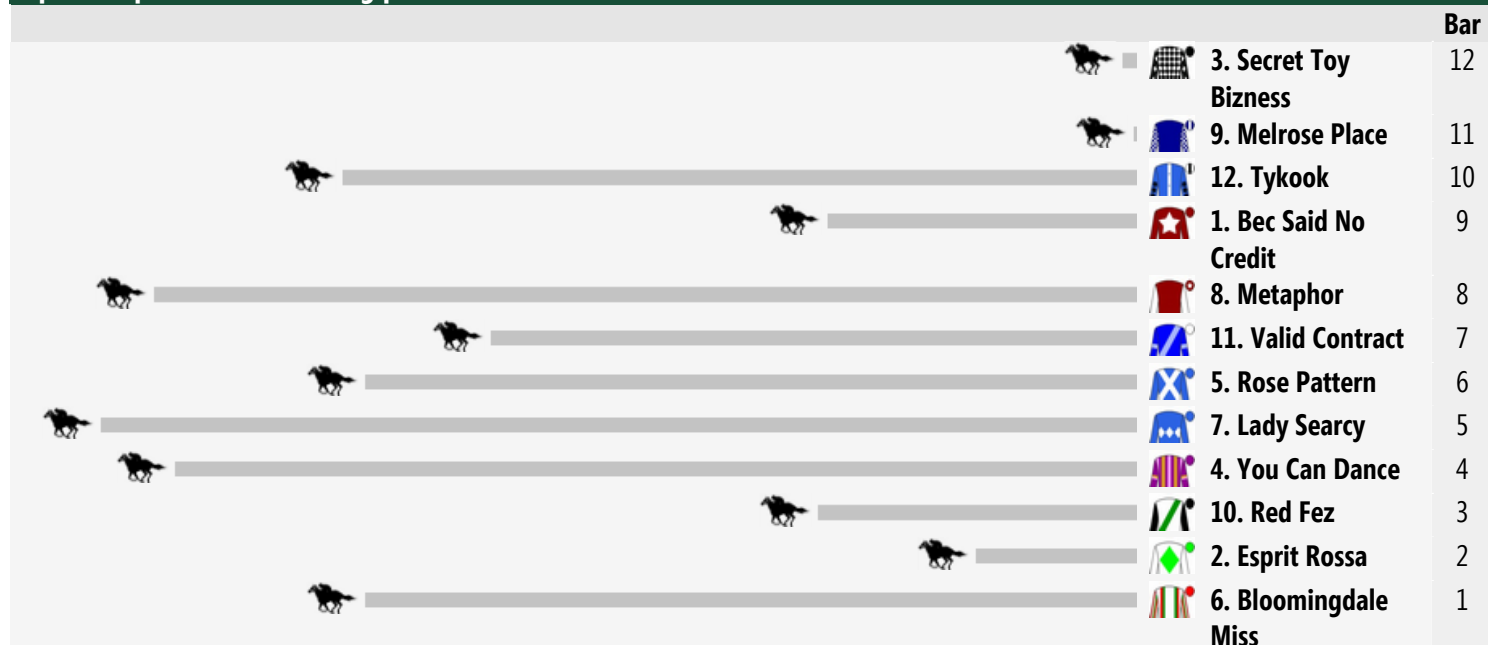 Bar
3. Secret Toy 12
Bizness
9. Melrose Place 11
12. Tykook 10
1. Bec Said No 9
Credit
8. Metaphor 8
11. Valid Contract 7
5. Rose Pattern 6
7. Lady Searcy 5
4. You Can Dance 4
10. Red Fez 3
2. Esprit Rossa 2
6. Bloomingdale 1
Miss